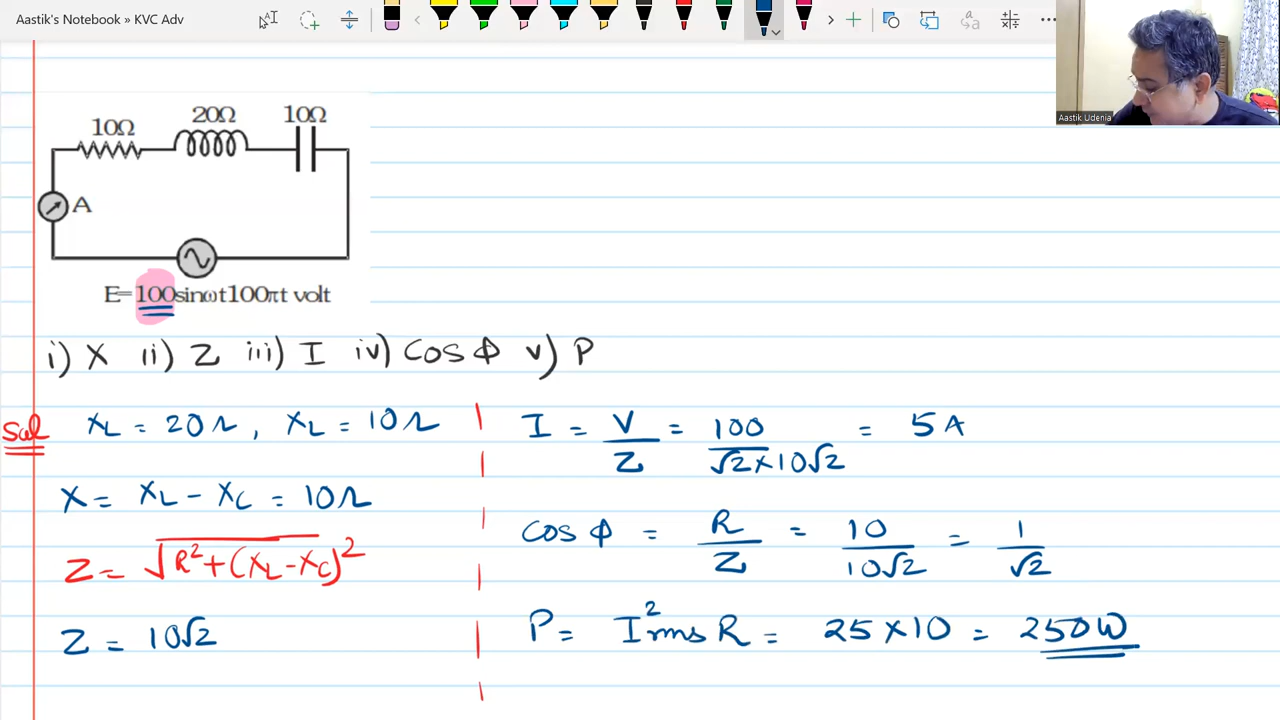 Aastik's Notebook » KVC Adv
Aastik Udenia
10Ω 20Ω 10Ω
A
E=100sinωt100πt volt
i) X ii) Z iii) I iv) Cos ϕ v) P
Sol
XL = 20Ω, XL = 10Ω
X = XL - XC = 10Ω
Z = √R²+(XL-XC)²
Z = 10√2
I = V/Z = 100/√2×10√2 = 5A
Cos ϕ = R/Z = 10/10√2 = 1/√2
P = I²rms R = 25×10 = 250W